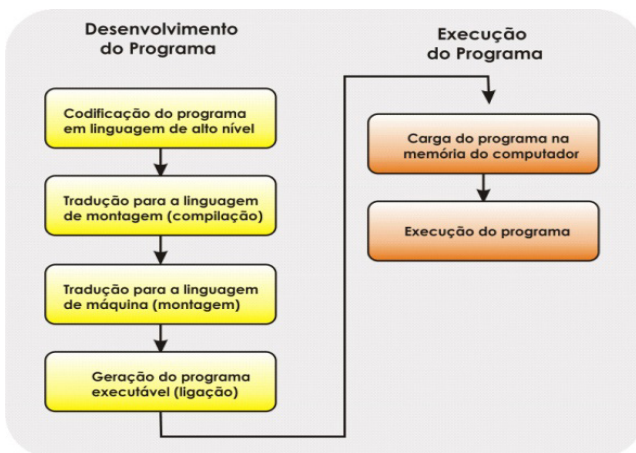 Desenvolvimento
do Programa
Codificação do programa
em linguagem de alto nível
Tradução para a linguagem
de montagem (compilação)
Tradução para a linguagem
de máquina (montagem)
Geração do programa
executável (ligação)
Execução
do Programa
Carga do programa na
memória do computador
Execução do programa